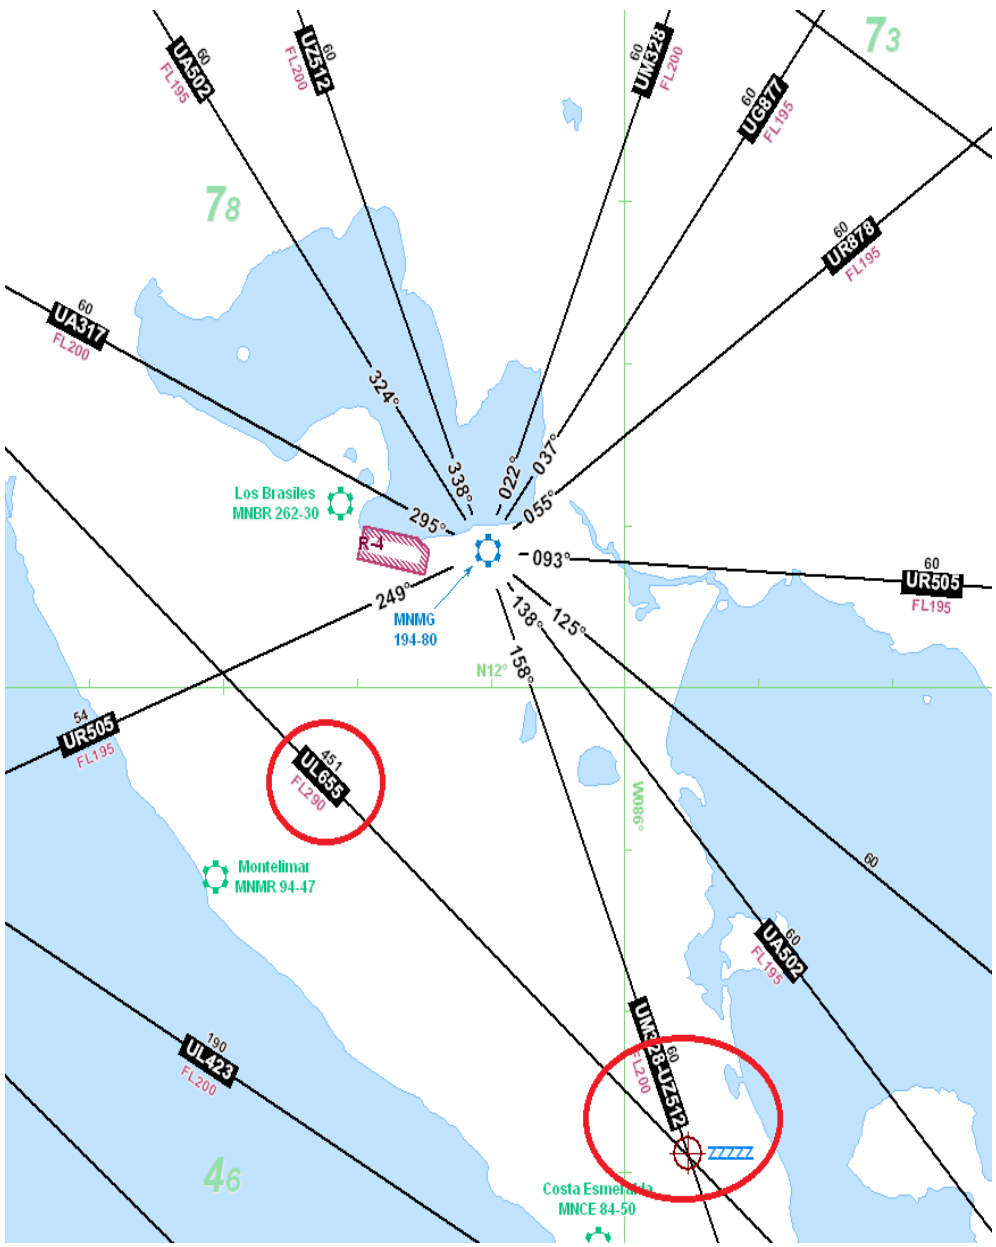 60
UA502
FL195
60
UZ512
FL200
60
UM328
FL200
60
UG877
FL195
73
78
60
UR878
FL195
60
UA317
FL200
324°
338°
022°
037°
055°
295°
Los Brasiles
MNBR 262-30
R-4
093°
60
UR505
FL195
249°
MNMG
194-80
138°
125°
158°
N12°
54
UR505
FL195
451
UL655
FL290
W086°
Montelimar
MNMR 94-47
60
60
UA502
FL195
190
UL423
FL200
60
UM328-UZ512
FL200
ZZZZZ
46
Costa Esmeralda
MNCE 84-50